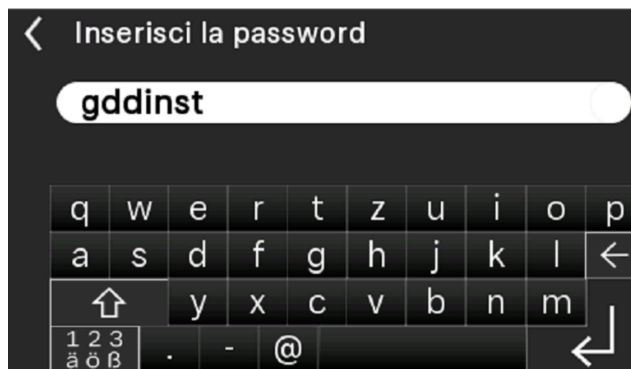 Inserisci la password
gddinst
q w e r t z u i o p
a s d f g h j k l
y x c v b n m
1 2 3
ä ö ß . - @